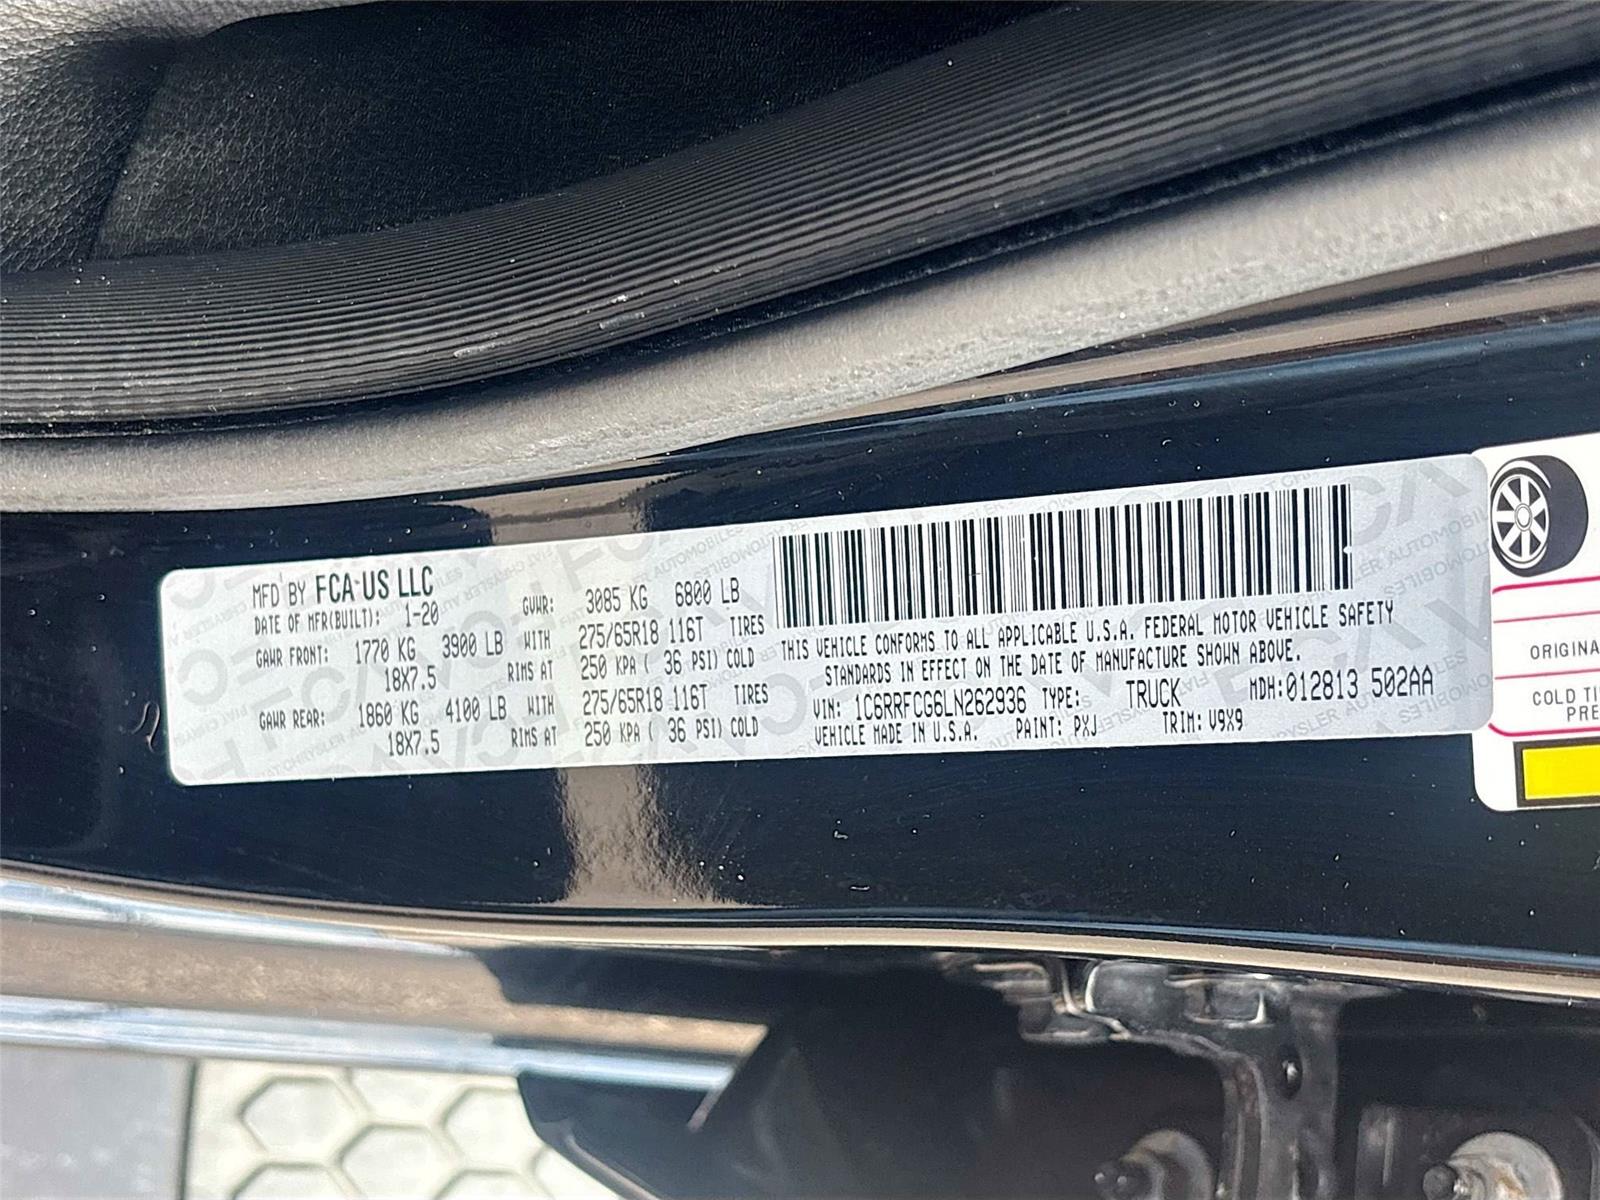 MFD BY FCA US LLC
DATE OF MFR(BUILT): 1-20
GVWR: 3085 KG 6800 LB
GAWR FRONT: 1770 KG 3900 LB WITH 275/65R18 116T TIRES
18X7.5 RIMS AT 250 KPA ( 36 PSI) COLD
GAWR REAR: 1860 KG 4100 LB WITH 275/65R18 116T TIRES
18X7.5 RIMS AT 250 KPA ( 36 PSI) COLD
THIS VEHICLE CONFORMS TO ALL APPLICABLE U.S.A. FEDERAL MOTOR VEHICLE SAFETY
STANDARDS IN EFFECT ON THE DATE OF MANUFACTURE SHOWN ABOVE.
VIN: 1C6RRFCG6LN262936 TYPE: TRUCK MDH:012813 502AA
VEHICLE MADE IN U.S.A. PAINT: PXJ TRIM: V9X9
ORIGINA
COLD TI
PRE